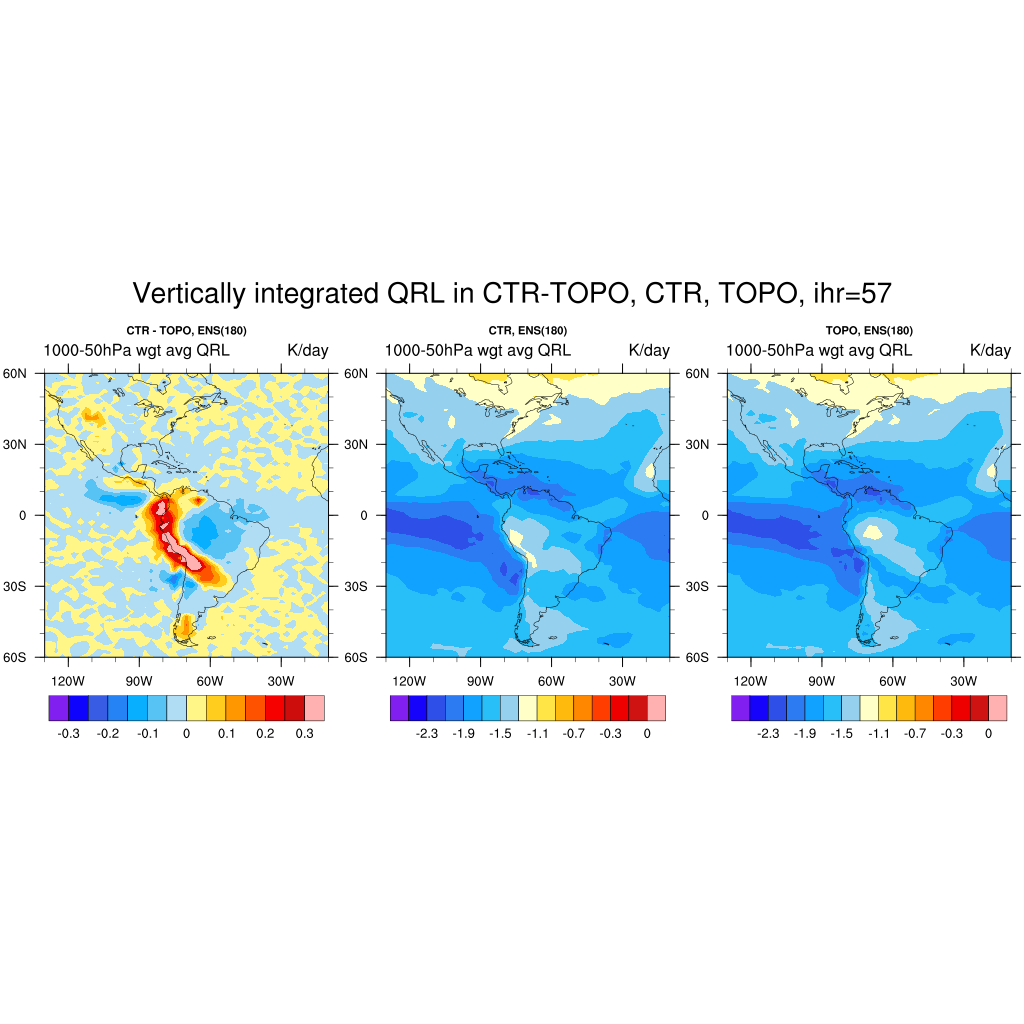 Vertically integrated QRL in CTR-TOPO, CTR, TOPO, ihr=57
CTR - TOPO, ENS(180)
1000-50hPa wgt avg QRL K/day
60N
30N
0
30S
60S
120W 90W 60W 30W
-0.3 -0.2 -0.1 0 0.1 0.2 0.3
CTR, ENS(180)
1000-50hPa wgt avg QRL K/day
60N
30N
0
30S
60S
120W 90W 60W 30W
-2.3 -1.9 -1.5 -1.1 -0.7 -0.3 0
TOPO, ENS(180)
1000-50hPa wgt avg QRL K/day
60N
30N
0
30S
60S
120W 90W 60W 30W
-2.3 -1.9 -1.5 -1.1 -0.7 -0.3 0